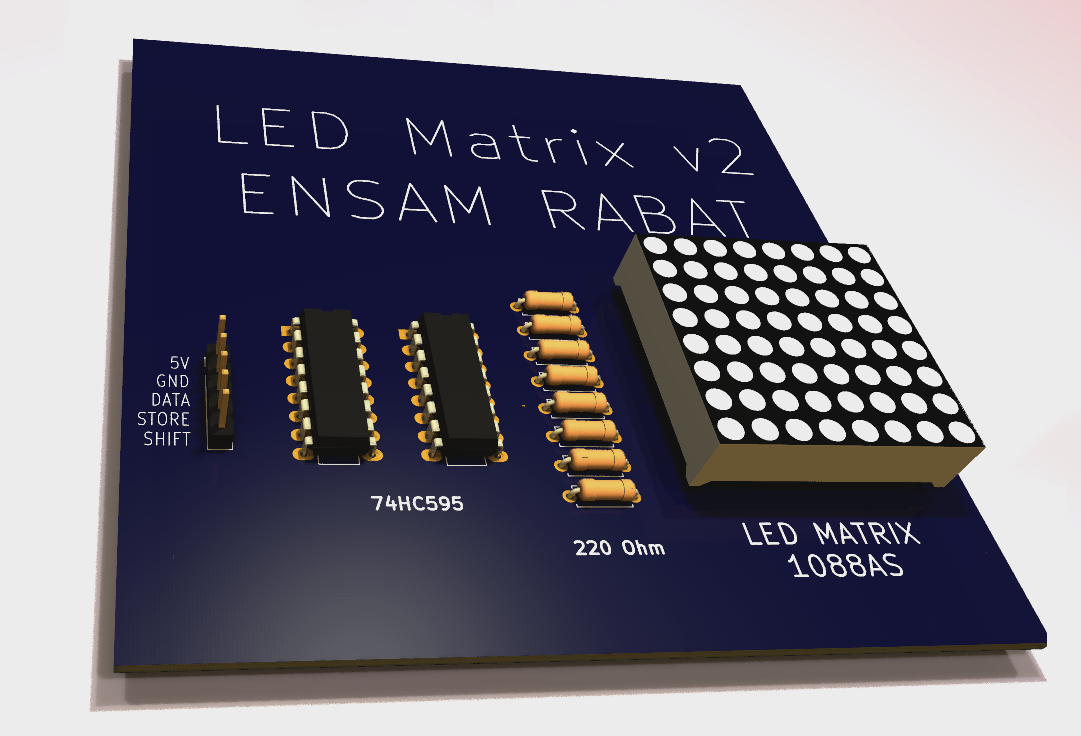 LED Matrix v2
ENSAM RABAT
5V
GND
DATA
STORE
SHIFT
74HC595
220 Ohm
LED MATRIX
1088AS